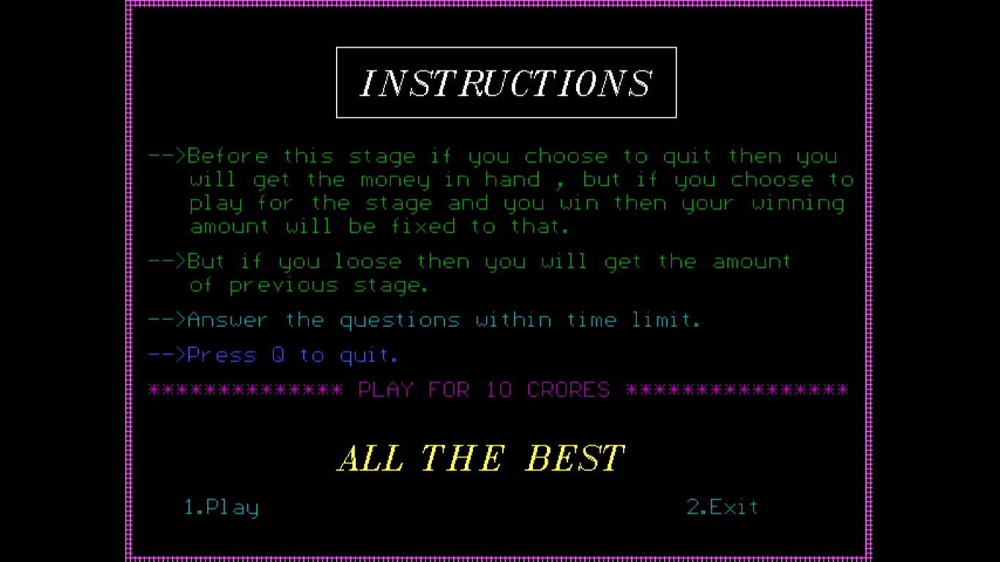 INSTRUCTIONS
-->Before this stage if you choose to quit then you
will get the money in hand , but if you choose to
play for the stage and you win then your winning
amount will be fixed to that.
-->But if you loose then you will get the amount
of previous stage.
-->Answer the questions within time limit.
-->Press Q to quit.
************** PLAY FOR 10 CRORES ****************
ALL THE BEST
1.Play 2.Exit